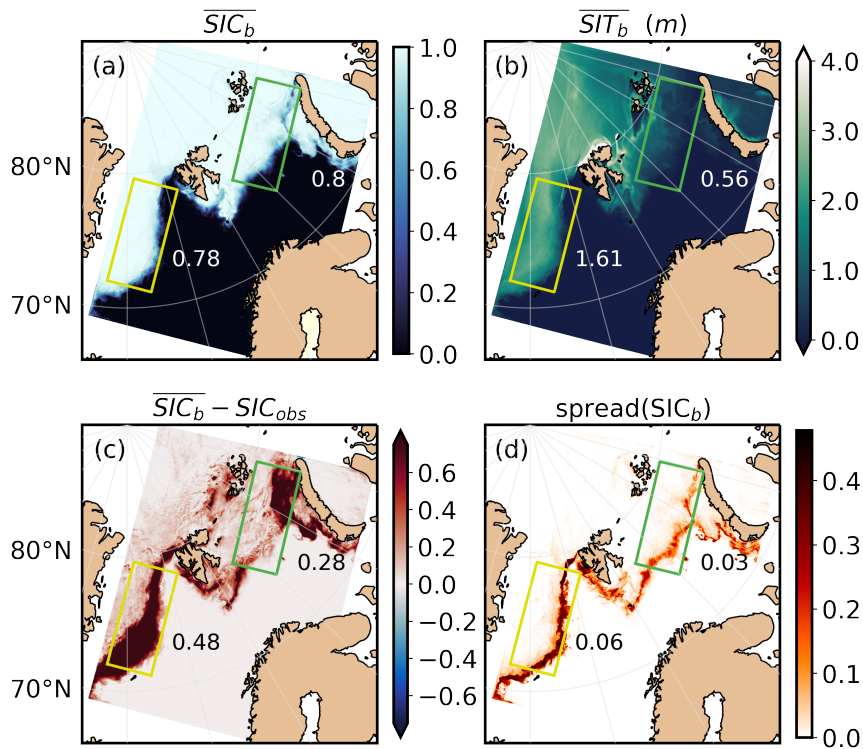 SIC_b
SIT_b (m)
(a)
(b)
80°N
70°N
0.8
0.78
0.56
1.61
1.0
0.8
0.6
0.4
0.2
0.0
4.0
3.0
2.0
1.0
0.0
SIC_b − SIC_obs
spread(SIC_b)
(c)
(d)
80°N
70°N
0.28
0.48
0.03
0.06
0.6
0.4
0.2
0.0
−0.2
−0.4
−0.6
0.4
0.3
0.2
0.1
0.0